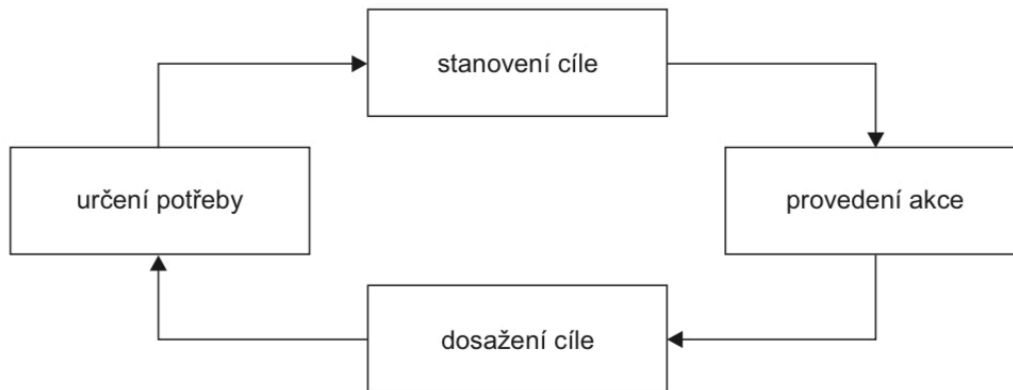 stanovení cíle
určení potřeby
provedení akce
dosažení cíle